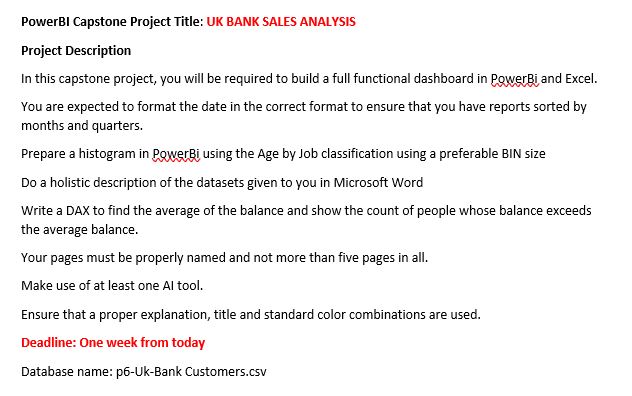 PowerBI Capstone Project Title: UK BANK SALES ANALYSIS
Project Description
In this capstone project, you will be required to build a full functional dashboard in PowerBi and Excel.
You are expected to format the date in the correct format to ensure that you have reports sorted by
months and quarters.
Prepare a histogram in PowerBi using the Age by Job classification using a preferable BIN size
Do a holistic description of the datasets given to you in Microsoft Word
Write a DAX to find the average of the balance and show the count of people whose balance exceeds
the average balance.
Your pages must be properly named and not more than five pages in all.
Make use of at least one AI tool.
Ensure that a proper explanation, title and standard color combinations are used.
Deadline: One week from today
Database name: p6-Uk-Bank Customers.csv